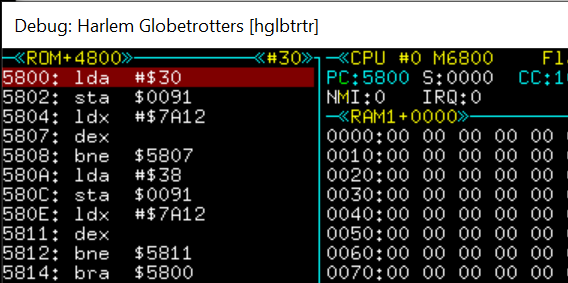 Debug: Harlem Globetrotters [hglbtrtr]
«ROM+4800» «#30»
5800: lda #$30
5802: sta $0091
5804: ldx #$7A12
5807: dex
5808: bne $5807
580A: lda #$38
580C: sta $0091
580E: ldx #$7A12
5811: dex
5812: bne $5811
5814: bra $5800
«CPU #0 M6800 Fl
PC:5800 S:0000 CC:1
NMI:0 IRQ:0
«RAM1+0000»
0000:00 00 00 00 00
0010:00 00 00 00 00
0020:00 00 00 00 00
0030:00 00 00 00 00
0040:00 00 00 00 00
0050:00 00 00 00 00
0060:00 00 00 00 00
0070:00 00 00 00 00